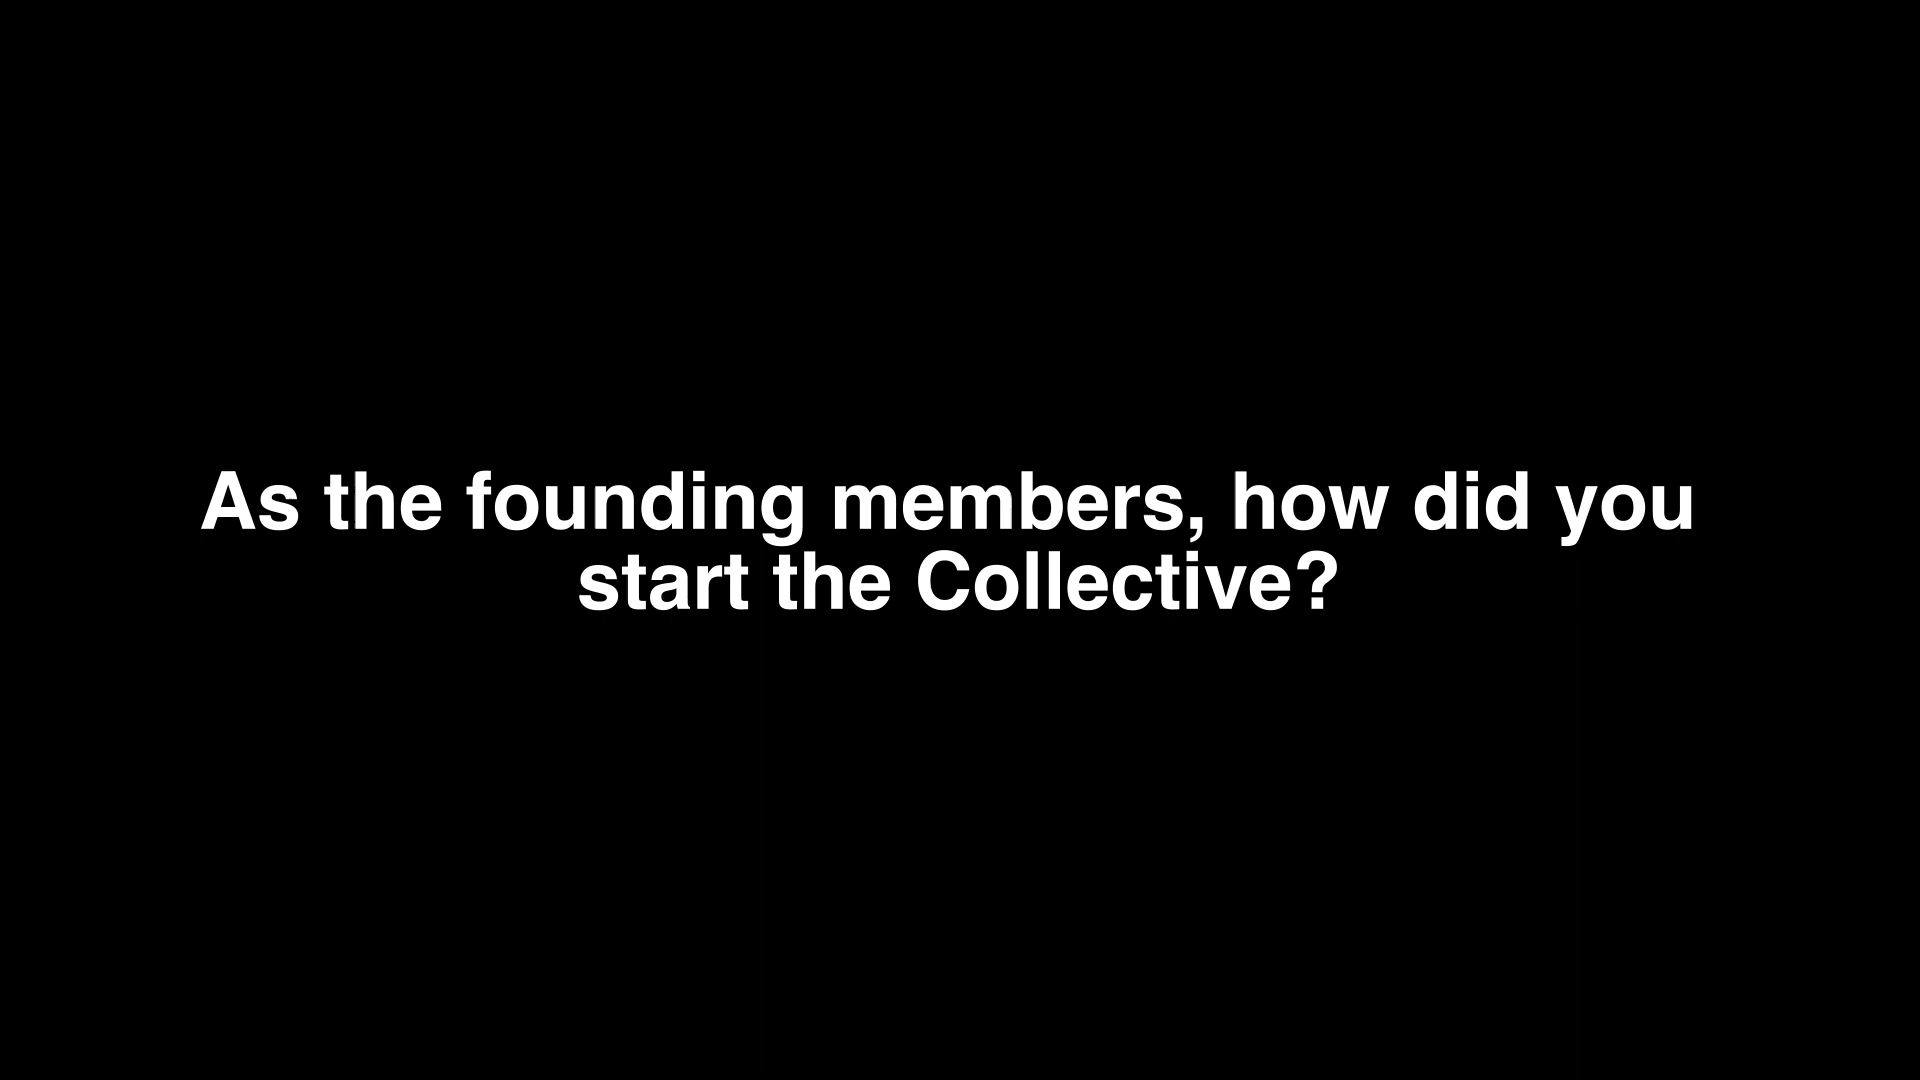 As the founding members, how did you
start the Collective?